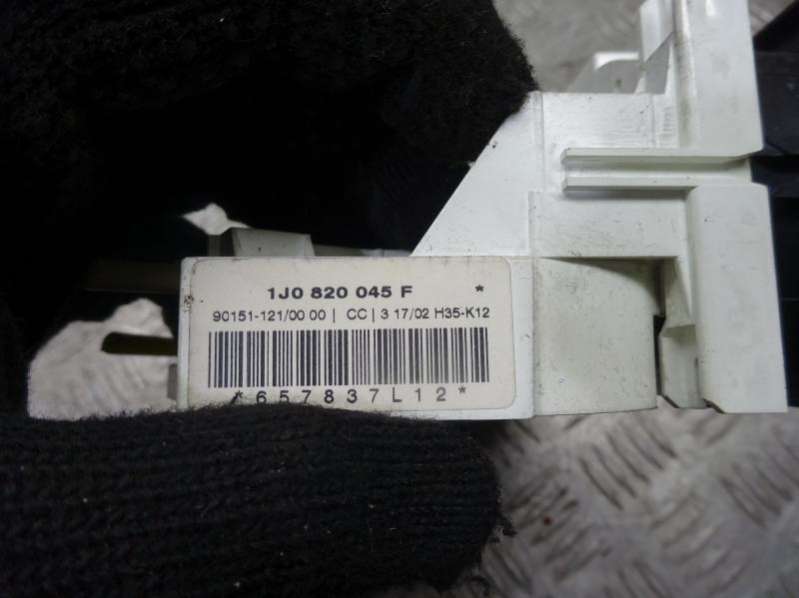 1J0 820 045 F *
90151-121/00 00 | CC | 3 17/02 H35-K12
*657837L12*